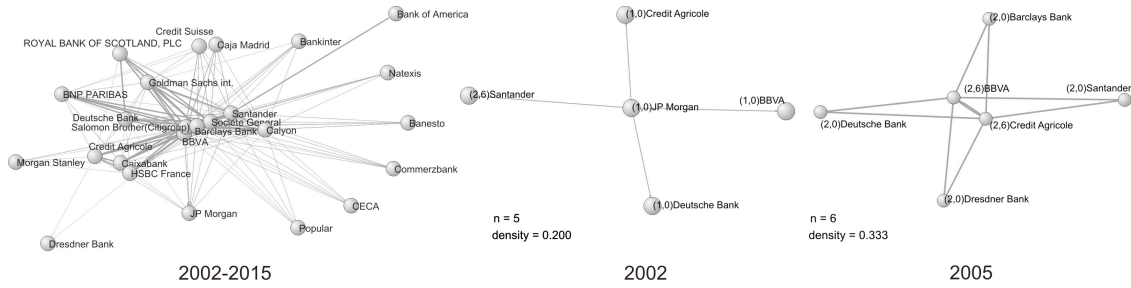 Bank of America
Credit Suisse
ROYAL BANK OF SCOTLAND, PLC
Caja Madrid
Bankinter
Goldman Sachs int.
Natexis
BNP PARIBAS
Santander
Deutsche Bank
Societe General
Banesto
Salomon Brother(Citigroup)
Barclays Bank
Calyon
BBVA
Credit Agricole
Morgan Stanley
Caixabank
Commerzbank
HSBC France
CECA
JP Morgan
Popular
Dresdner Bank
2002-2015
(1,0)Credit Agricole
(2,6)Santander
(1,0)JP Morgan
(1,0)BBVA
(1,0)Deutsche Bank
n = 5
density = 0.200
2002
(2,0)Barclays Bank
(2,6)BBVA
(2,0)Santander
(2,0)Deutsche Bank
(2,6)Credit Agricole
(2,0)Dresdner Bank
n = 6
density = 0.333
2005